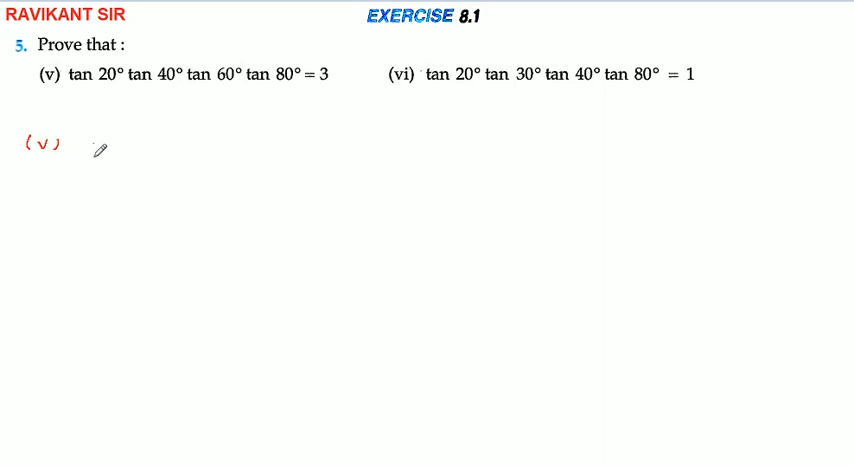 RAVIKANT SIR
EXERCISE 8.1
5. Prove that :
(v) tan 20° tan 40° tan 60° tan 80° = 3 (vi) tan 20° tan 30° tan 40° tan 80° = 1
(v)